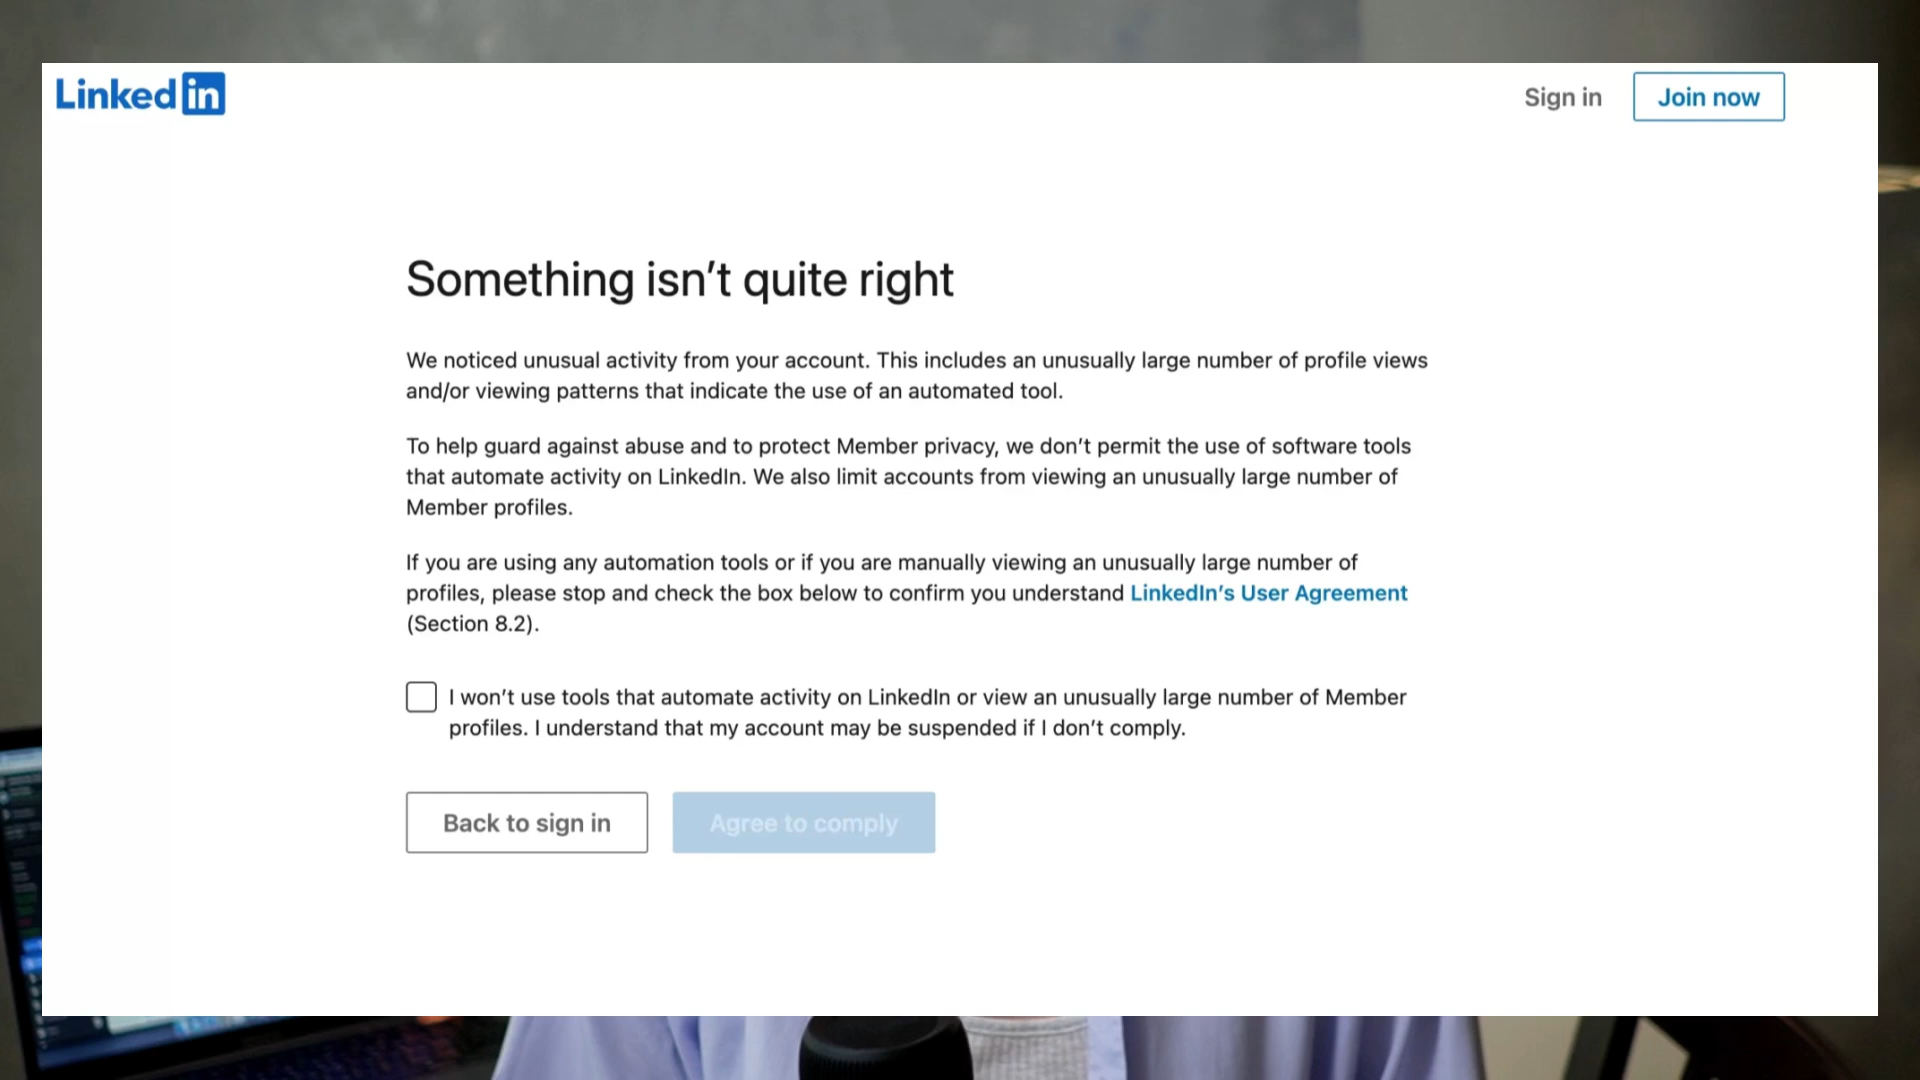 Linked in
Sign in
Join now
Something isn’t quite right
We noticed unusual activity from your account. This includes an unusually large number of profile views
and/or viewing patterns that indicate the use of an automated tool.
To help guard against abuse and to protect Member privacy, we don’t permit the use of software tools
that automate activity on LinkedIn. We also limit accounts from viewing an unusually large number of
Member profiles.
If you are using any automation tools or if you are manually viewing an unusually large number of
profiles, please stop and check the box below to confirm you understand LinkedIn’s User Agreement
(Section 8.2).
I won’t use tools that automate activity on LinkedIn or view an unusually large number of Member
profiles. I understand that my account may be suspended if I don’t comply.
Back to sign in
Agree to comply